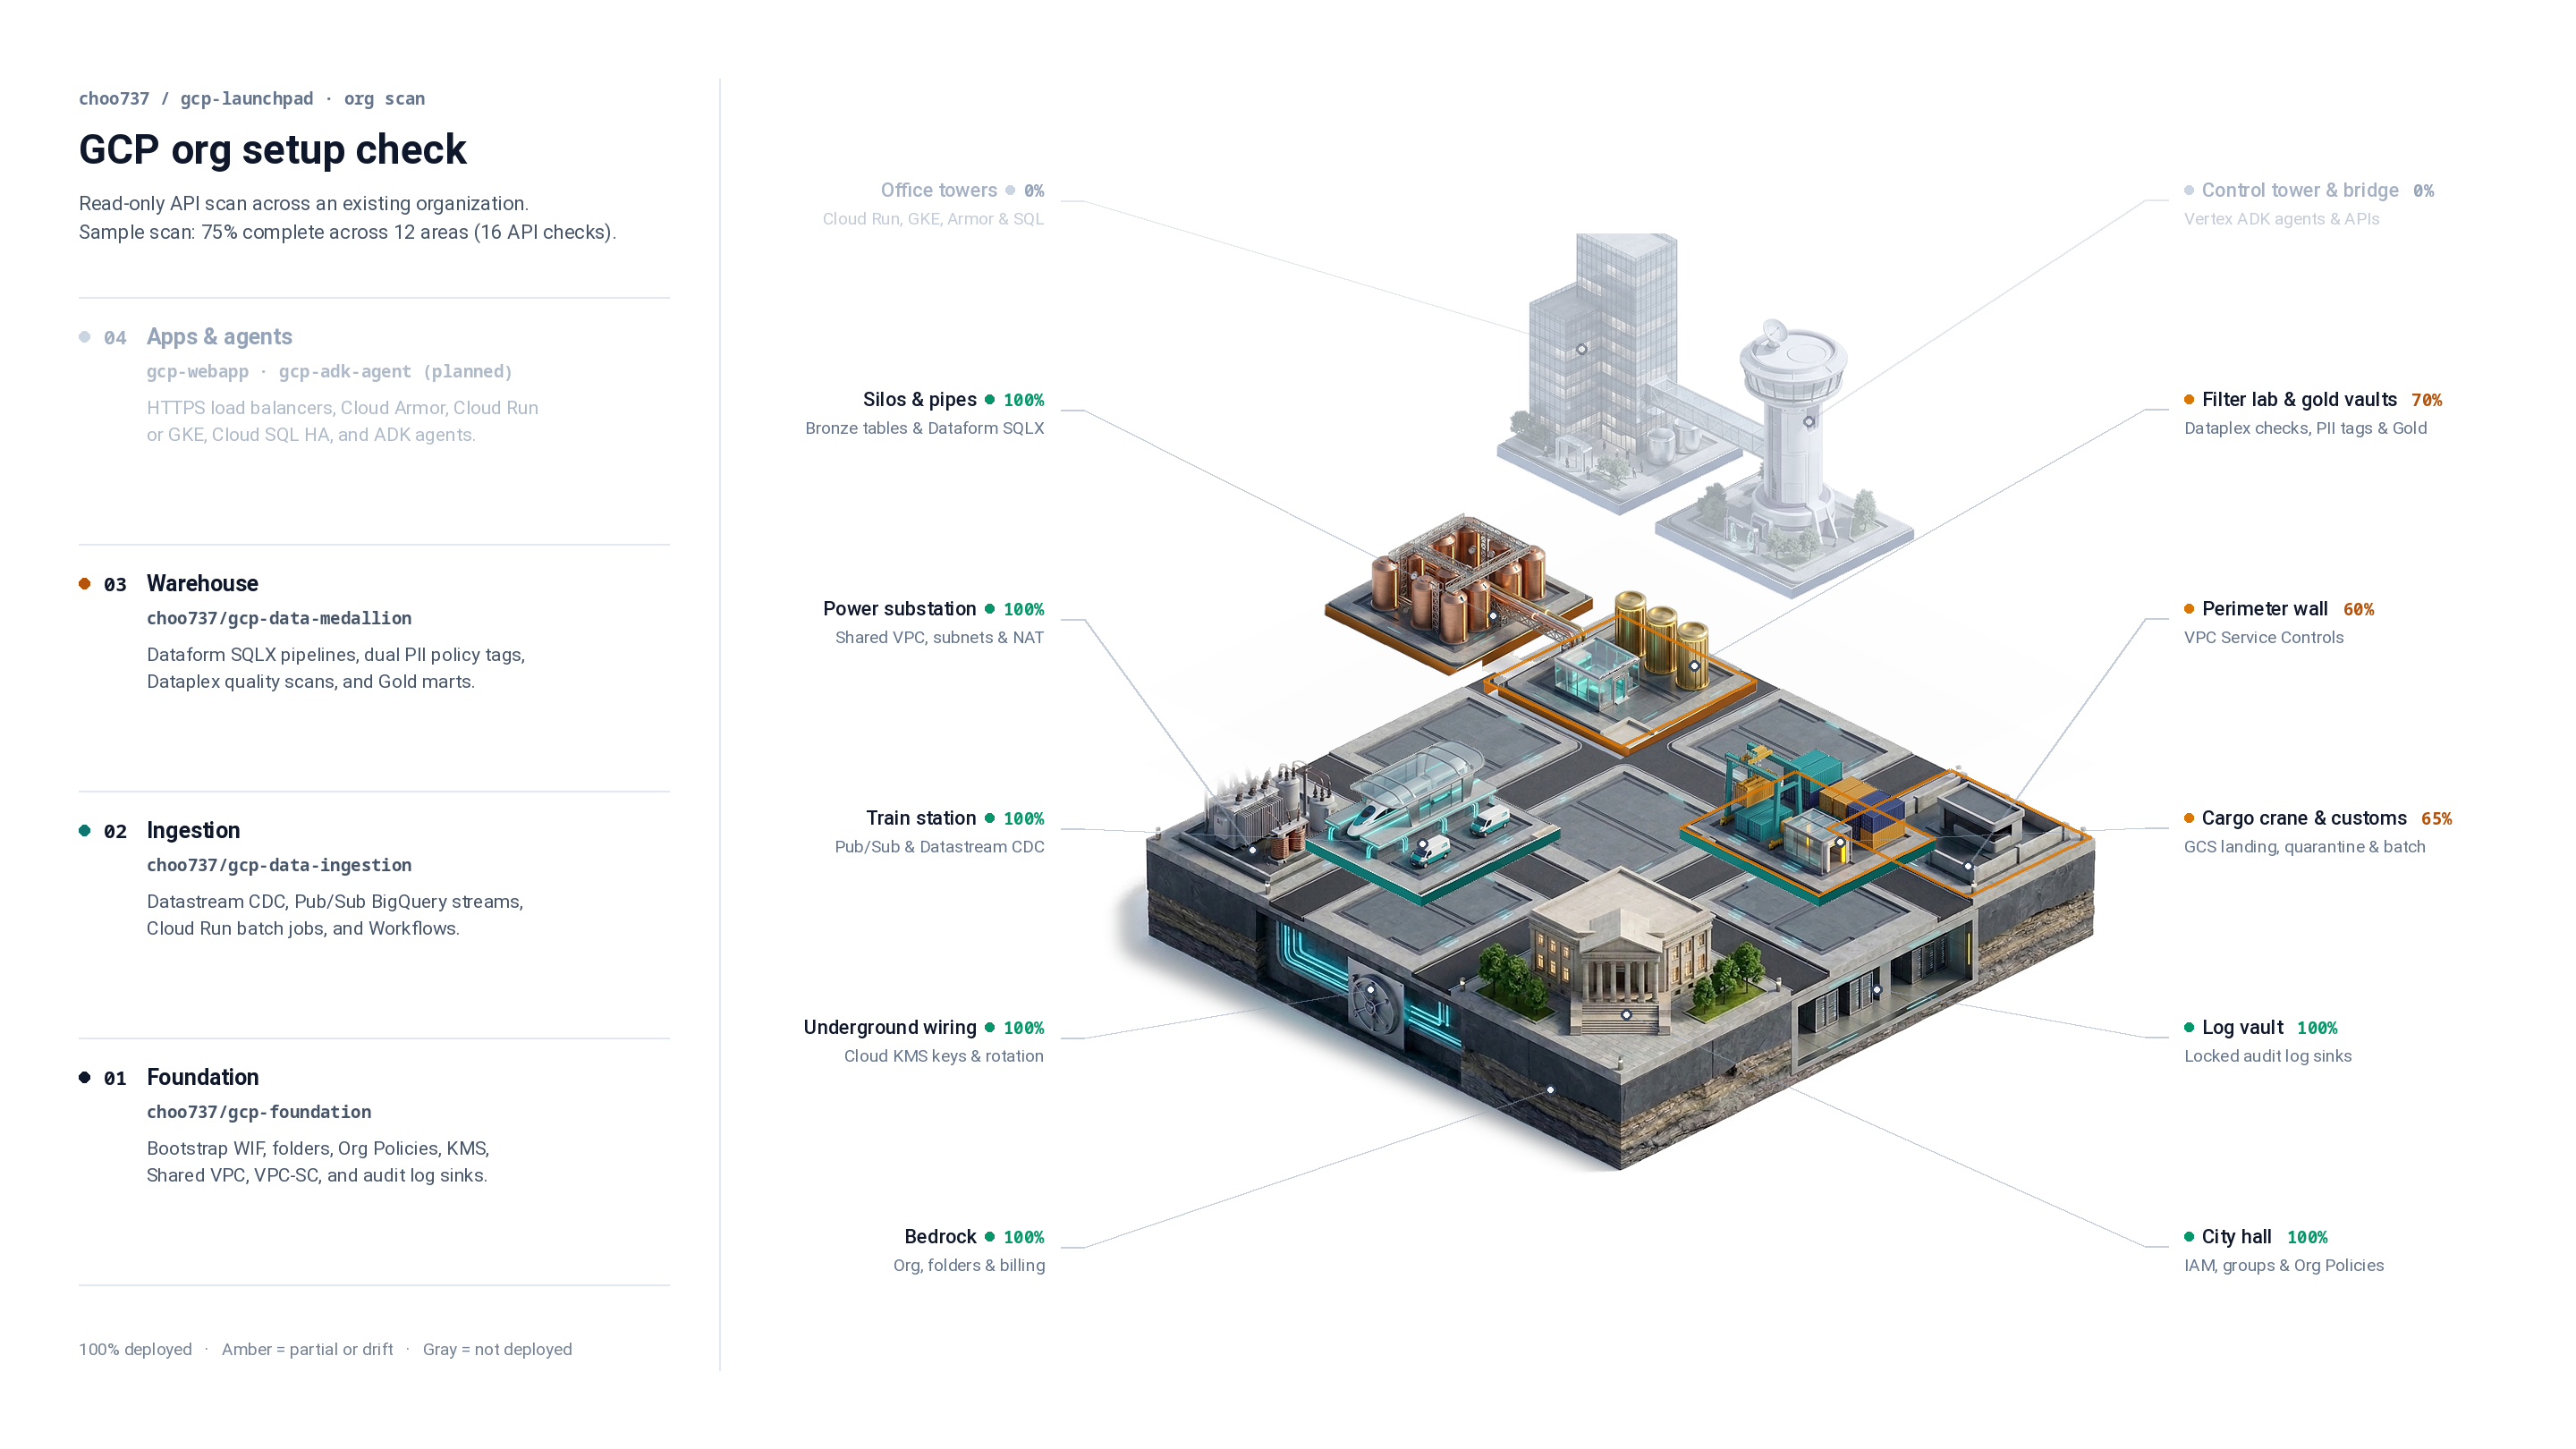 choo737 / gcp-launchpad · org scan
GCP org setup check
Read-only API scan across an existing organization.
Sample scan: 75% complete across 12 areas (16 API checks).
04 Apps & agents
gcp-webapp · gcp-adk-agent (planned)
HTTPS load balancers, Cloud Armor, Cloud Run
or GKE, Cloud SQL HA, and ADK agents.
03 Warehouse
choo737/gcp-data-medallion
Dataform SQLX pipelines, dual PII policy tags,
Dataplex quality scans, and Gold marts.
02 Ingestion
choo737/gcp-data-ingestion
Datastream CDC, Pub/Sub BigQuery streams,
Cloud Run batch jobs, and Workflows.
01 Foundation
choo737/gcp-foundation
Bootstrap WIF, folders, Org Policies, KMS,
Shared VPC, VPC-SC, and audit log sinks.
100% deployed · Amber = partial or drift · Gray = not deployed
Office towers 0%
Cloud Run, GKE, Armor & SQL
Silos & pipes 100%
Bronze tables & Dataform SQLX
Power substation 100%
Shared VPC, subnets & NAT
Train station 100%
Pub/Sub & Datastream CDC
Underground wiring 100%
Cloud KMS keys & rotation
Bedrock 100%
Org, folders & billing
Control tower & bridge 0%
Vertex ADK agents & APIs
Filter lab & gold vaults 70%
Dataplex checks, PII tags & Gold
Perimeter wall 60%
VPC Service Controls
Cargo crane & customs 65%
GCS landing, quarantine & batch
Log vault 100%
Locked audit log sinks
City hall 100%
IAM, groups & Org Policies